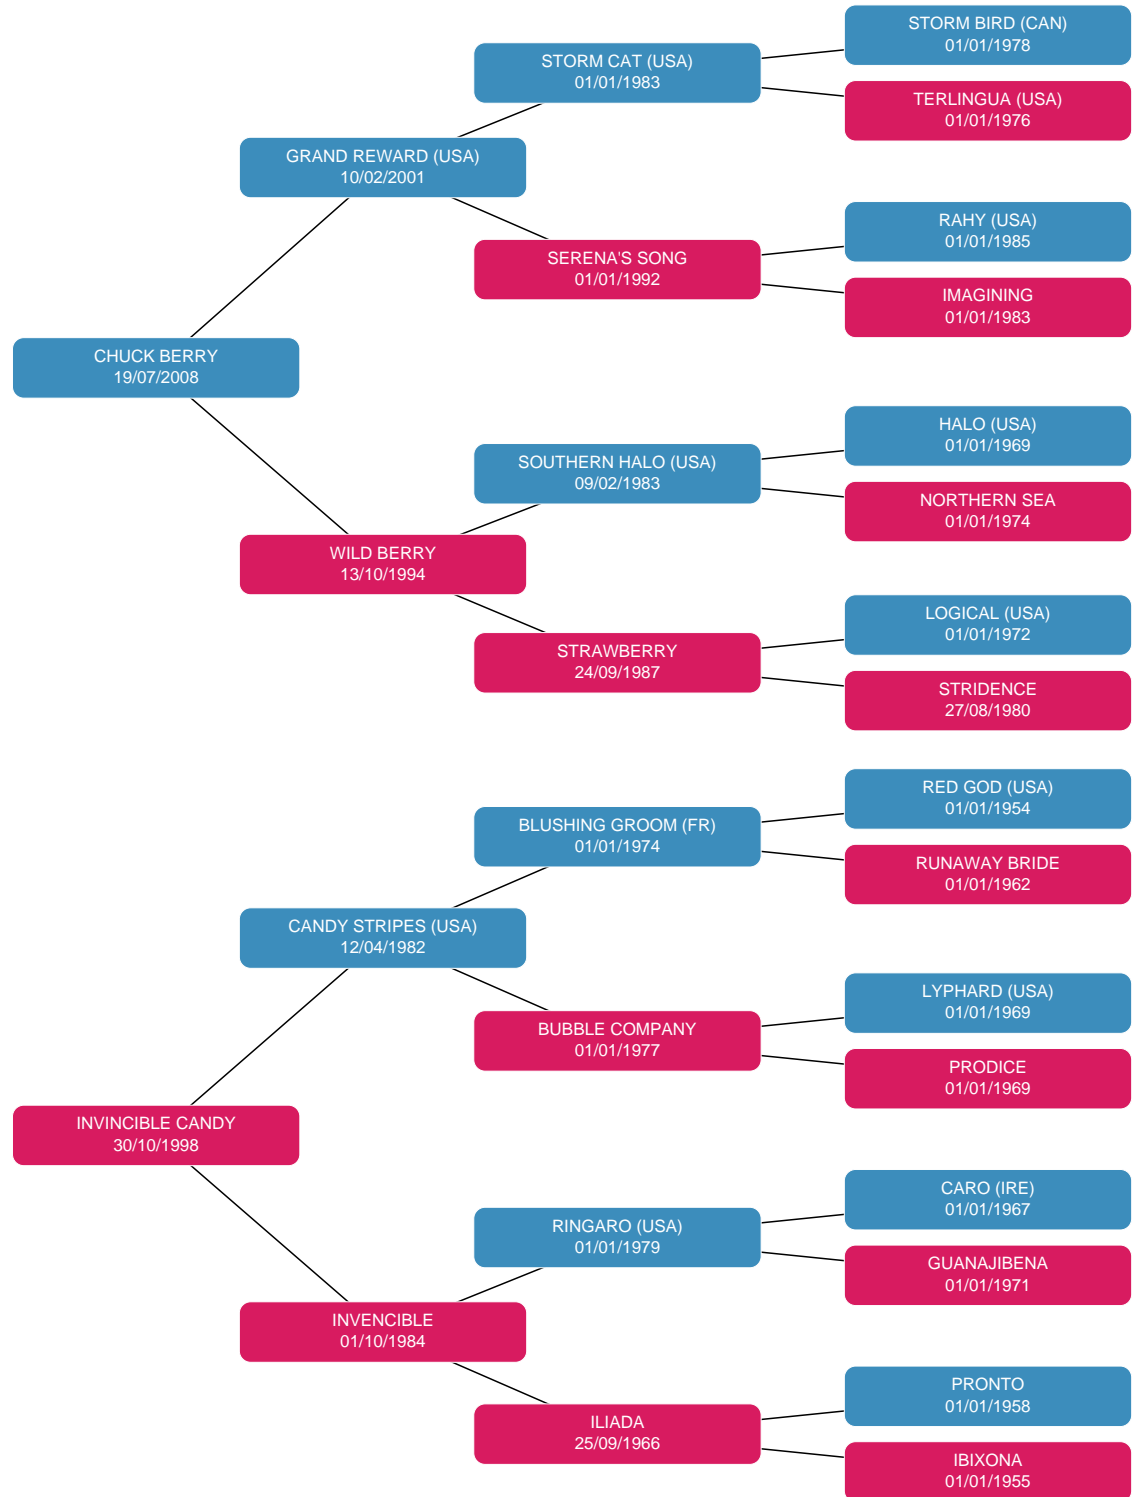 STORM BIRD (CAN)
01/01/1978
STORM CAT (USA)
01/01/1983
TERLINGUA (USA)
01/01/1976
GRAND REWARD (USA)
10/02/2001
RAHY (USA)
01/01/1985
SERENA'S SONG
01/01/1992
IMAGINING
01/01/1983
CHUCK BERRY
19/07/2008
HALO (USA)
01/01/1969
SOUTHERN HALO (USA)
09/02/1983
NORTHERN SEA
01/01/1974
WILD BERRY
13/10/1994
LOGICAL (USA)
01/01/1972
STRAWBERRY
24/09/1987
STRIDENCE
27/08/1980
RED GOD (USA)
01/01/1954
BLUSHING GROOM (FR)
01/01/1974
RUNAWAY BRIDE
01/01/1962
CANDY STRIPES (USA)
12/04/1982
LYPHARD (USA)
01/01/1969
BUBBLE COMPANY
01/01/1977
PRODICE
01/01/1969
INVINCIBLE CANDY
30/10/1998
CARO (IRE)
01/01/1967
RINGARO (USA)
01/01/1979
GUANAJIBENA
01/01/1971
INVENCIBLE
01/10/1984
PRONTO
01/01/1958
ILIADA
25/09/1966
IBIXONA
01/01/1955